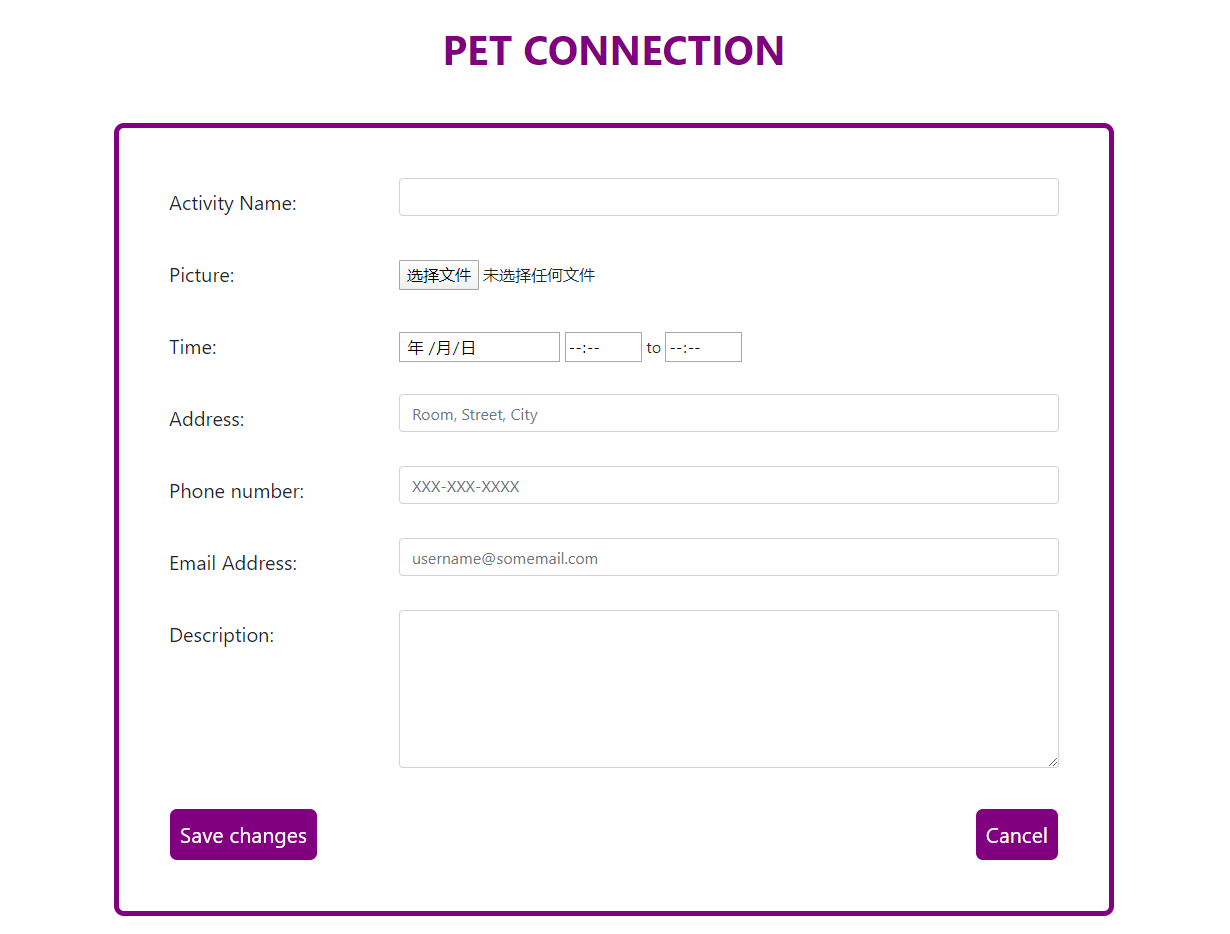 PET CONNECTION
Activity Name:
Picture: 选择文件 未选择任何文件
Time: 年 /月/日 --:-- to --:--
Address: Room, Street, City
Phone number: XXX-XXX-XXXX
Email Address: username@somemail.com
Description:
Save changes Cancel